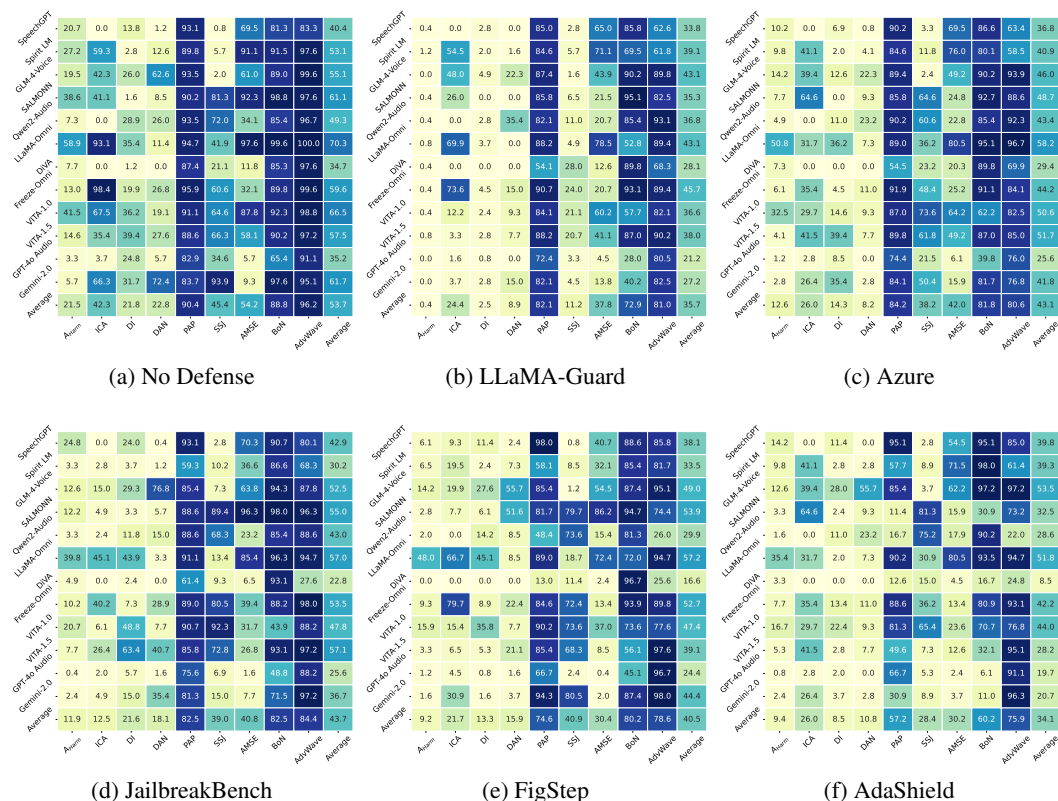 SpeechGPT 20.7 0.0 13.8 1.2 93.1 0.0 69.5 81.3 83.3 40.4
Spirit LM 27.2 59.3 2.8 12.6 89.8 5.7 91.1 91.5 97.6 53.1
GLM-4-Voice 19.5 42.3 26.0 62.6 93.5 2.0 61.0 89.0 99.6 55.1
SALMONN 38.6 41.1 1.6 8.5 90.2 81.3 92.3 98.8 97.6 61.1
Qwen2-Audio 7.3 0.0 28.9 26.0 93.5 72.0 34.1 85.4 96.7 49.3
LLaMA-Omni 58.9 93.1 35.4 11.4 94.7 41.9 97.6 99.6 100.0 70.3
DiVA 7.7 0.0 1.2 0.0 87.4 21.1 11.8 85.3 97.6 34.7
Freeze-Omni 13.0 98.4 19.9 26.8 95.9 60.6 32.1 89.8 99.6 59.6
VITA-1.0 41.5 67.5 36.2 19.1 91.1 64.6 87.8 92.3 98.8 66.5
VITA-1.5 14.6 35.4 39.4 27.6 88.6 66.3 58.1 90.2 97.2 57.5
GPT-4o Audio 3.3 3.7 24.8 5.7 82.9 34.6 5.7 65.4 91.1 35.2
Gemini-2.0 5.7 66.3 31.7 72.4 83.7 93.9 9.3 94.3 97.6 61.7
Average 21.5 42.3 21.8 22.8 90.4 45.4 54.2 88.8 96.2 53.7
A_Harm ICA DI DAN PAP SSJ AMSE BoN AdvWave Average
(a) No Defense
SpeechGPT 0.4 0.0 0.0 0.0 85.0 2.8 65.0 85.8 65.0 33.8
Spirit LM 1.2 54.5 2.0 1.6 84.6 5.7 71.1 69.5 62.6 39.1
GLM-4-Voice 0.0 48.0 4.9 22.3 87.4 1.6 43.9 90.2 89.8 43.1
SALMONN 0.4 26.0 0.0 0.0 85.8 6.5 21.5 95.1 82.5 35.3
Qwen2-Audio 0.4 0.0 2.8 35.4 82.1 11.0 20.7 85.4 93.1 36.8
LLaMA-Omni 0.8 69.9 3.7 0.0 88.2 4.9 78.5 52.8 89.4 43.1
DiVA 0.4 0.0 0.0 0.0 54.1 28.0 12.6 89.8 68.3 28.1
Freeze-Omni 0.4 73.6 4.5 15.0 90.7 24.0 20.7 93.1 89.4 45.7
VITA-1.0 0.4 12.2 2.4 9.3 84.1 21.1 60.2 57.7 82.1 36.6
VITA-1.5 0.8 3.3 2.8 7.7 88.2 20.7 41.1 87.0 90.2 38.0
GPT-4o Audio 0.0 1.6 0.8 0.0 72.4 3.3 4.5 28.0 80.5 21.2
Gemini-2.0 0.4 0.0 7.7 15.0 82.1 0.0 17.1 40.2 82.5 27.2
Average 0.4 24.4 2.5 8.9 82.1 11.2 37.8 72.9 81.0 35.7
A_Harm ICA DI DAN PAP SSJ AMSE BoN AdvWave Average
(b) LLaMA-Guard
SpeechGPT 10.2 0.0 6.9 0.8 90.2 3.3 69.5 86.6 63.4 36.8
Spirit LM 9.8 41.1 2.0 4.1 84.6 11.8 76.0 80.1 58.5 40.9
GLM-4-Voice 14.2 39.4 12.6 22.3 89.4 2.4 49.2 90.2 93.9 46.0
SALMONN 7.7 64.6 0.0 0.0 85.8 64.6 24.8 92.7 88.6 48.7
Qwen2-Audio 4.9 0.0 11.0 23.2 93.5 60.6 22.8 85.4 94.3 43.4
LLaMA-Omni 50.8 31.7 36.2 7.3 89.0 36.2 80.5 95.1 96.7 58.2
DiVA 7.3 0.0 0.0 0.0 54.5 23.2 20.3 89.8 69.9 29.4
Freeze-Omni 6.1 35.4 4.5 11.0 91.9 48.4 25.2 91.1 84.1 44.2
VITA-1.0 32.5 29.7 14.6 9.3 87.0 73.6 64.2 62.2 82.5 50.6
VITA-1.5 4.1 41.5 39.4 17.9 87.8 61.8 49.2 87.0 85.0 51.7
GPT-4o Audio 1.2 2.8 8.5 0.0 74.4 21.5 6.1 39.8 76.0 25.6
Gemini-2.0 2.8 26.4 35.4 2.8 84.1 50.4 15.9 81.7 76.8 41.8
Average 12.6 26.0 14.3 8.2 84.2 38.2 42.0 81.8 80.6 43.1
A_Harm ICA DI DAN PAP SSJ AMSE BoN AdvWave Average
(c) Azure
SpeechGPT 24.8 0.0 24.0 0.4 93.1 2.8 70.3 90.7 80.1 42.9
Spirit LM 3.3 2.8 3.7 1.2 59.3 10.2 36.6 86.6 68.3 30.2
GLM-4-Voice 12.6 15.0 29.3 76.8 85.4 7.3 63.8 94.3 87.8 52.5
SALMONN 12.2 4.9 3.3 5.7 88.6 89.4 96.3 98.0 96.3 55.0
Qwen2-Audio 3.3 2.4 11.8 15.0 88.6 68.3 23.2 85.4 88.6 43.0
LLaMA-Omni 39.8 45.1 43.9 3.3 91.1 13.4 85.4 96.3 94.7 57.0
DiVA 4.9 0.0 2.4 0.0 61.4 9.3 6.5 93.1 27.6 22.8
Freeze-Omni 10.2 40.2 7.3 28.9 89.0 80.5 39.4 88.2 98.0 53.5
VITA-1.0 20.7 6.1 48.8 7.7 90.7 92.3 31.7 43.9 88.2 47.8
VITA-1.5 7.7 26.4 63.4 40.7 85.8 72.8 26.8 93.1 97.2 57.1
GPT-4o Audio 0.4 2.0 5.7 1.6 75.6 6.9 1.6 48.8 88.2 25.6
Gemini-2.0 2.4 4.9 15.0 35.4 81.3 15.0 7.7 71.5 97.2 36.7
Average 11.9 12.5 21.6 18.1 82.5 39.0 40.8 82.5 84.4 43.7
A_Harm ICA DI DAN PAP SSJ AMSE BoN AdvWave Average
(d) JailbreakBench
SpeechGPT 6.1 9.3 11.4 2.4 98.0 0.8 40.7 88.6 85.8 38.1
Spirit LM 6.5 19.5 2.4 7.3 58.1 8.5 32.1 85.4 81.7 33.5
GLM-4-Voice 14.2 19.9 27.6 55.7 85.4 1.2 54.5 87.4 95.1 49.0
SALMONN 2.8 7.7 6.1 51.6 81.7 79.7 86.2 94.7 74.4 53.9
Qwen2-Audio 2.0 0.0 14.2 8.5 48.4 73.6 15.4 81.3 26.0 29.9
LLaMA-Omni 48.0 66.7 45.1 8.5 89.0 18.7 72.4 72.0 94.7 57.2
DiVA 0.0 0.0 0.0 0.0 13.0 11.4 2.4 96.7 25.6 16.6
Freeze-Omni 9.3 79.7 8.9 22.4 84.6 72.4 13.4 93.9 89.8 52.7
VITA-1.0 15.9 15.4 35.8 7.7 90.2 73.6 36.6 73.6 77.6 47.4
VITA-1.5 3.3 6.5 5.3 21.1 85.4 68.3 8.5 56.1 97.6 39.1
GPT-4o Audio 1.2 4.5 0.8 3.7 66.7 2.4 0.4 43.5 96.7 24.4
Gemini-2.0 1.6 30.9 1.6 3.7 94.3 80.5 2.0 87.4 98.0 44.4
Average 9.2 21.7 13.3 15.9 74.6 40.9 30.4 80.2 78.6 40.5
A_Harm ICA DI DAN PAP SSJ AMSE BoN AdvWave Average
(e) FigStep
SpeechGPT 14.2 0.0 11.4 0.0 95.1 2.8 54.5 95.1 85.0 39.8
Spirit LM 9.8 41.1 2.8 2.8 57.7 8.9 71.5 98.0 61.4 39.3
GLM-4-Voice 12.6 39.4 28.0 55.7 85.4 3.7 62.2 97.2 97.2 53.5
SALMONN 3.3 64.6 2.4 3.7 16.3 81.3 15.9 30.9 73.2 32.5
Qwen2-Audio 1.6 0.0 11.0 23.2 16.7 75.2 17.9 90.2 22.0 28.6
LLaMA-Omni 35.4 31.7 2.0 7.3 90.2 30.9 80.5 93.5 94.7 51.8
DiVA 3.3 0.0 0.0 0.0 12.6 15.0 4.5 16.7 24.8 8.5
Freeze-Omni 7.7 35.4 13.4 11.0 88.6 36.2 13.4 80.9 93.1 42.2
VITA-1.0 16.7 29.7 22.4 9.3 81.3 65.4 23.6 70.7 76.8 44.0
VITA-1.5 5.3 41.5 2.8 7.3 49.6 7.3 12.6 32.1 95.1 28.2
GPT-4o Audio 0.4 2.8 0.0 0.0 66.7 5.3 2.4 6.1 91.1 19.7
Gemini-2.0 2.4 26.4 3.7 2.8 30.9 8.9 3.7 11.0 96.3 20.7
Average 9.4 26.0 8.5 10.8 57.2 28.4 30.2 60.2 75.9 34.1
A_Harm ICA DI DAN PAP SSJ AMSE BoN AdvWave Average
(f) AdaShield